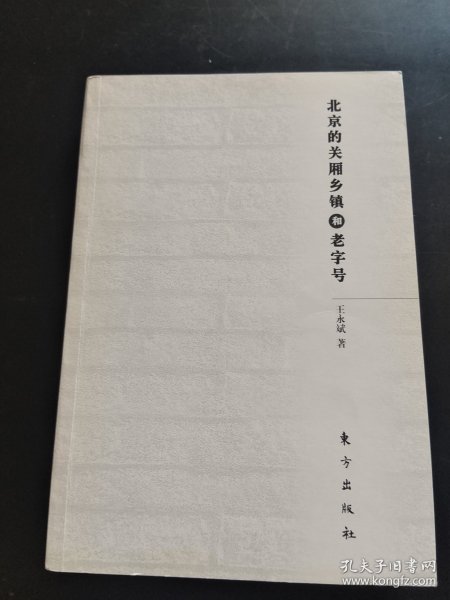 北京的关厢乡镇和老字号
王永斌 著
東方出版社
孔夫子旧书网
www.kongfz.com